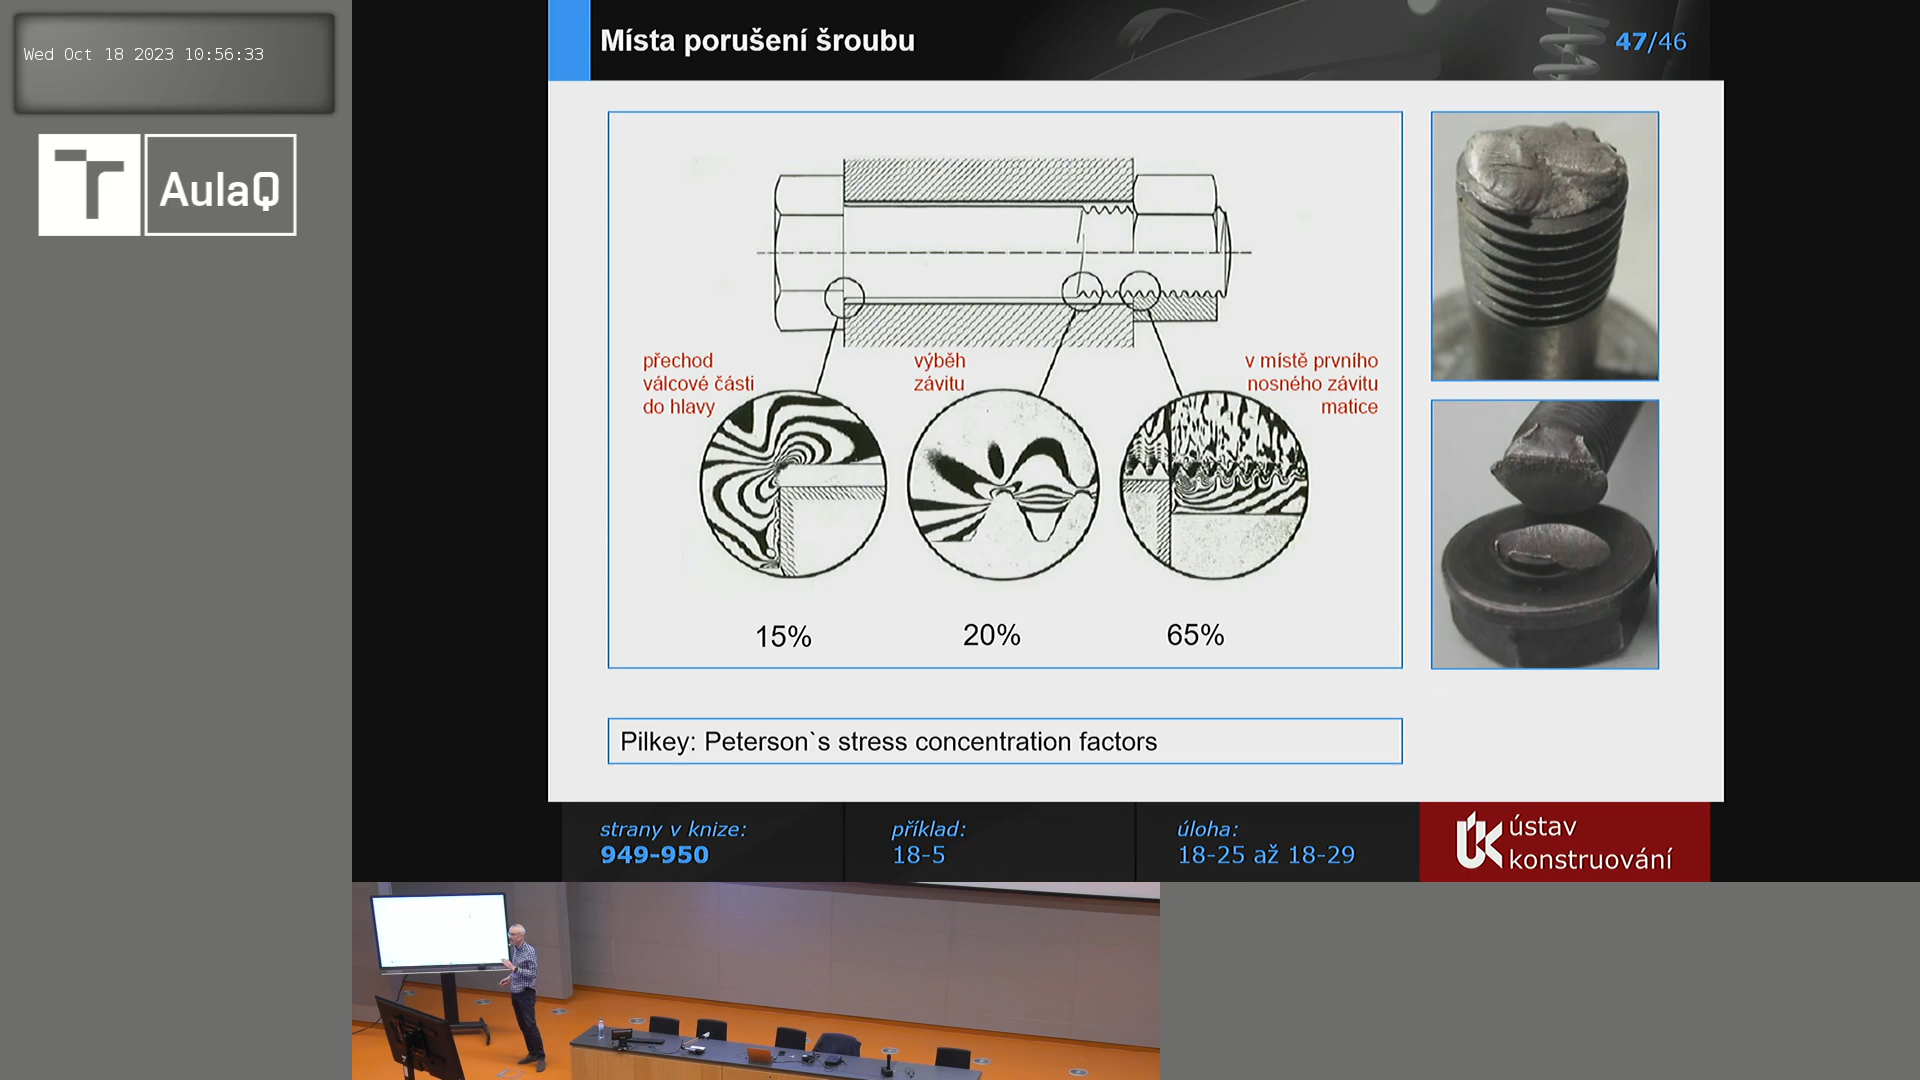 Wed Oct 18 2023 10:56:33
AulaQ
Místa porušení šroubu
47/46
přechod
válcové části
do hlavy
výběh
závitu
v místě prvního
nosného závitu
matice
15%
20%
65%
Pilkey: Peterson`s stress concentration factors
strany v knize:
949-950
příklad:
18-5
úloha:
18-25 až 18-29
ústav
konstruování